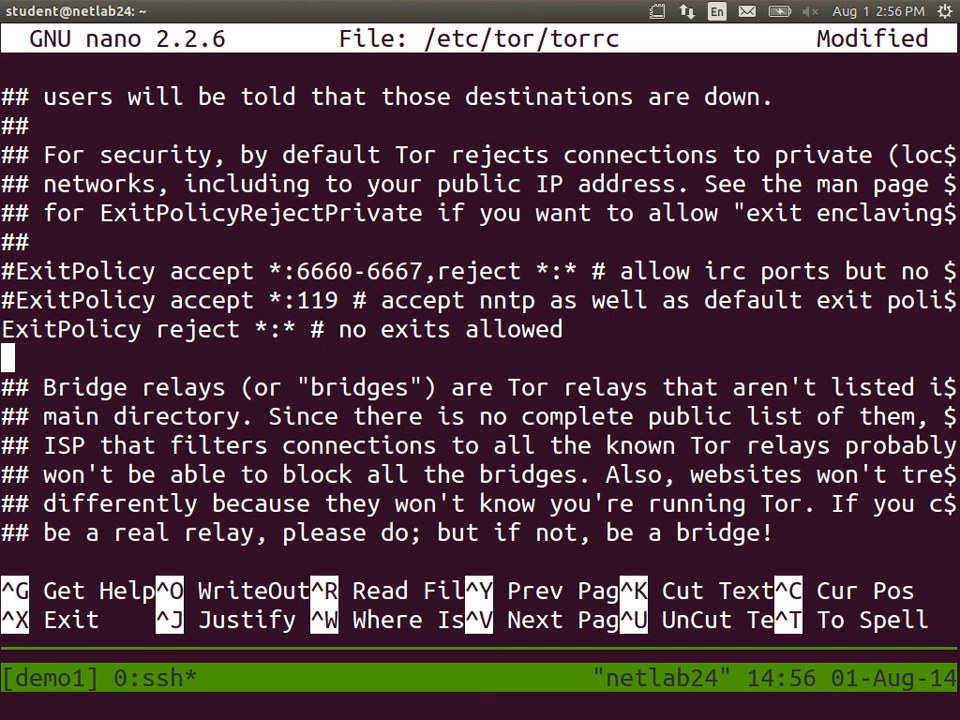 student@netlab24: ~ En Aug 1 2:56 PM
GNU nano 2.2.6 File: /etc/tor/torrc Modified
## users will be told that those destinations are down.
##
## For security, by default Tor rejects connections to private (loc$
## networks, including to your public IP address. See the man page $
## for ExitPolicyRejectPrivate if you want to allow "exit enclaving$
##
#ExitPolicy accept *:6660-6667,reject *:* # allow irc ports but no $
#ExitPolicy accept *:119 # accept nntp as well as default exit poli$
ExitPolicy reject *:* # no exits allowed
## Bridge relays (or "bridges") are Tor relays that aren't listed i$
## main directory. Since there is no complete public list of them, $
## ISP that filters connections to all the known Tor relays probably
## won't be able to block all the bridges. Also, websites won't tre$
## differently because they won't know you're running Tor. If you c$
## be a real relay, please do; but if not, be a bridge!
^G Get Help ^O WriteOut ^R Read Fil ^Y Prev Pag ^K Cut Text ^C Cur Pos
^X Exit ^J Justify ^W Where Is ^V Next Pag ^U UnCut Te ^T To Spell
[demo1] 0:ssh* "netlab24" 14:56 01-Aug-14